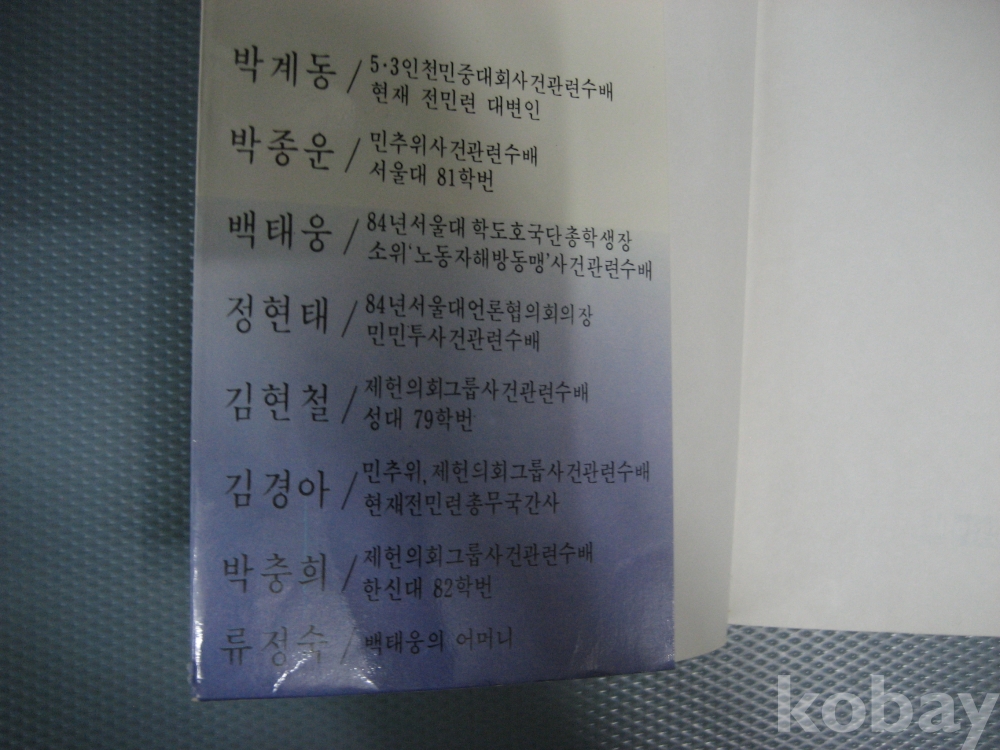 박계동 / 5·3인천민중대회사건관련수배
현재 전민련 대변인
박종운 / 민추위사건관련수배
서울대 81학번
백태웅 / 84년서울대 학도호국단총학생장
소위‘노동자해방동맹’사건관련수배
정현태 / 84년서울대언론협의회의장
민민투사건관련수배
김현철 / 제헌의회그룹사건관련수배
성대 79학번
김경아 / 민추위, 제헌의회그룹사건관련수배
현재전민련총무국간사
박충희 / 제헌의회그룹사건관련수배
한신대 82학번
류정숙 / 백태웅의 어머니
kobay